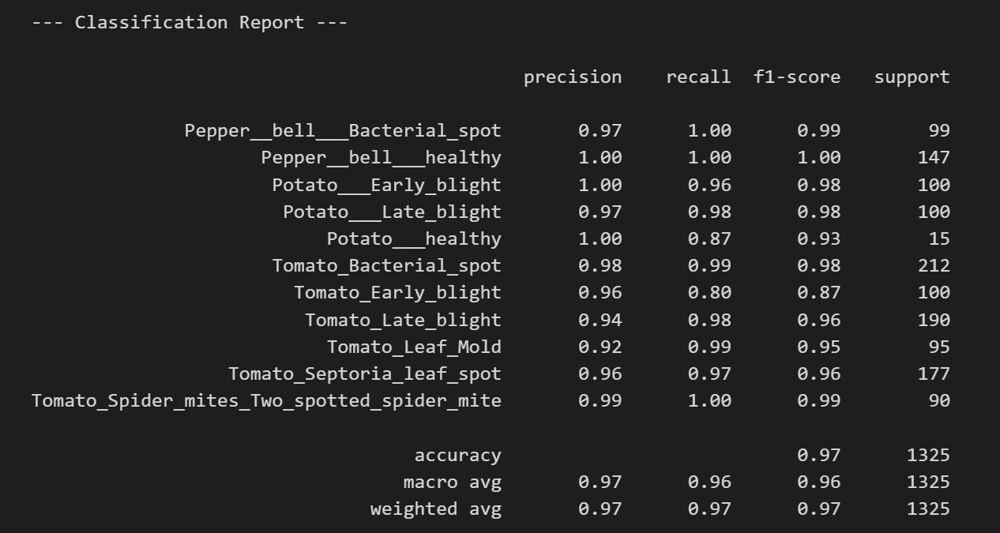 --- Classification Report ---
precision recall f1-score support
Pepper__bell___Bacterial_spot 0.97 1.00 0.99 99
Pepper__bell___healthy 1.00 1.00 1.00 147
Potato___Early_blight 1.00 0.96 0.98 100
Potato___Late_blight 0.97 0.98 0.98 100
Potato___healthy 1.00 0.87 0.93 15
Tomato_Bacterial_spot 0.98 0.99 0.98 212
Tomato_Early_blight 0.96 0.80 0.87 100
Tomato_Late_blight 0.94 0.98 0.96 190
Tomato_Leaf_Mold 0.92 0.99 0.95 95
Tomato_Septoria_leaf_spot 0.96 0.97 0.96 177
Tomato_Spider_mites_Two_spotted_spider_mite 0.99 1.00 0.99 90
accuracy 0.97 1325
macro avg 0.97 0.96 0.96 1325
weighted avg 0.97 0.97 0.97 1325